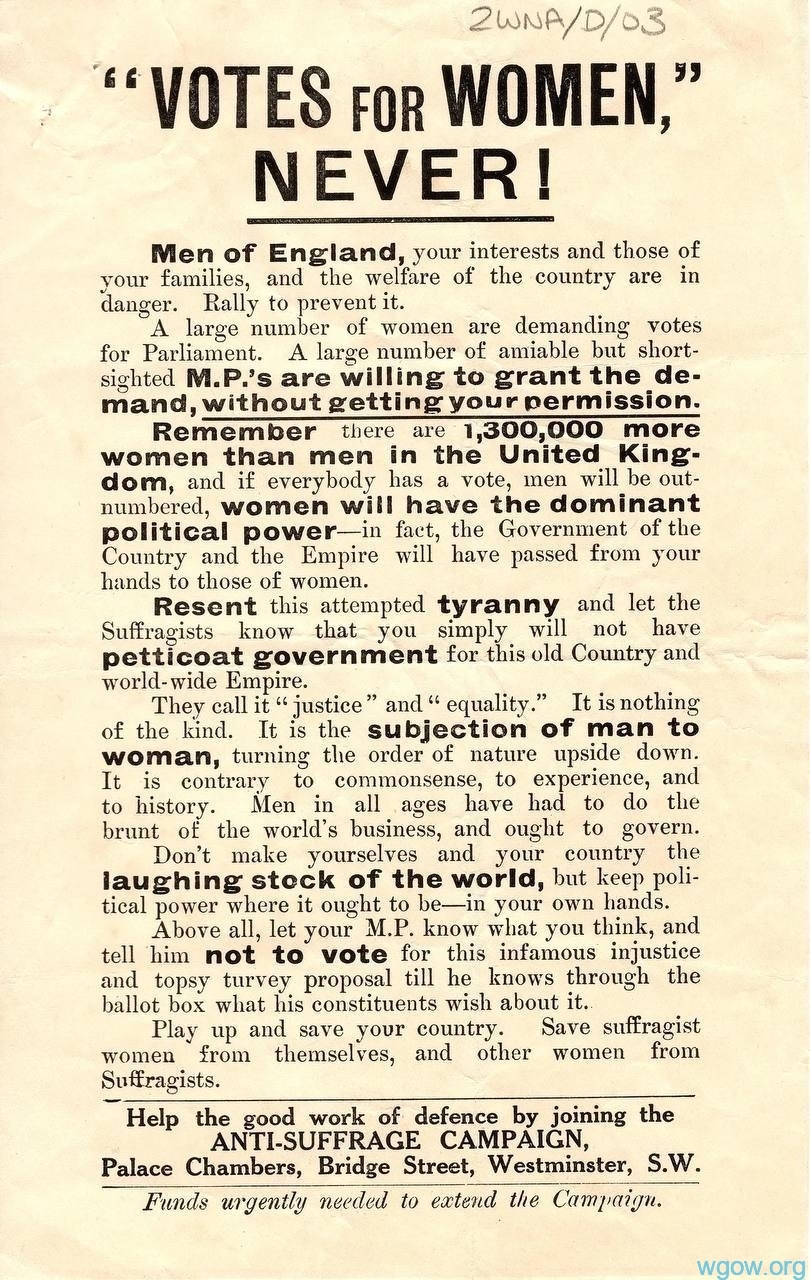 2WNA/D/03
“VOTES FOR WOMEN,”
NEVER!
Men of England, your interests and those of
your families, and the welfare of the country are in
danger. Rally to prevent it.
A large number of women are demanding votes
for Parliament. A large number of amiable but short-
sighted M.P.'s are willing to grant the de-
mand, without getting your permission.
Remember there are 1,300,000 more
women than men in the United King-
dom, and if everybody has a vote, men will be out-
numbered, women will have the dominant
political power—in fact, the Government of the
Country and the Empire will have passed from your
hands to those of women.
Resent this attempted tyranny and let the
Suffragists know that you simply will not have
petticoat government for this old Country and
world-wide Empire.
They call it “ justice ” and “ equality.” It is nothing
of the kind. It is the subjection of man to
woman, turning the order of nature upside down.
It is contrary to commonsense, to experience, and
to history. Men in all ages have had to do the
brunt of the world's business, and ought to govern.
Don't make yourselves and your country the
laughing stock of the world, but keep poli-
tical power where it ought to be—in your own hands.
Above all, let your M.P. know what you think, and
tell him not to vote for this infamous injustice
and topsy turvey proposal till he knows through the
ballot box what his constituents wish about it.
Play up and save your country. Save suffragist
women from themselves, and other women from
Suffragists.
Help the good work of defence by joining the
ANTI-SUFFRAGE CAMPAIGN,
Palace Chambers, Bridge Street, Westminster, S.W.
Funds urgently needed to extend the Campaign.
wgow.org